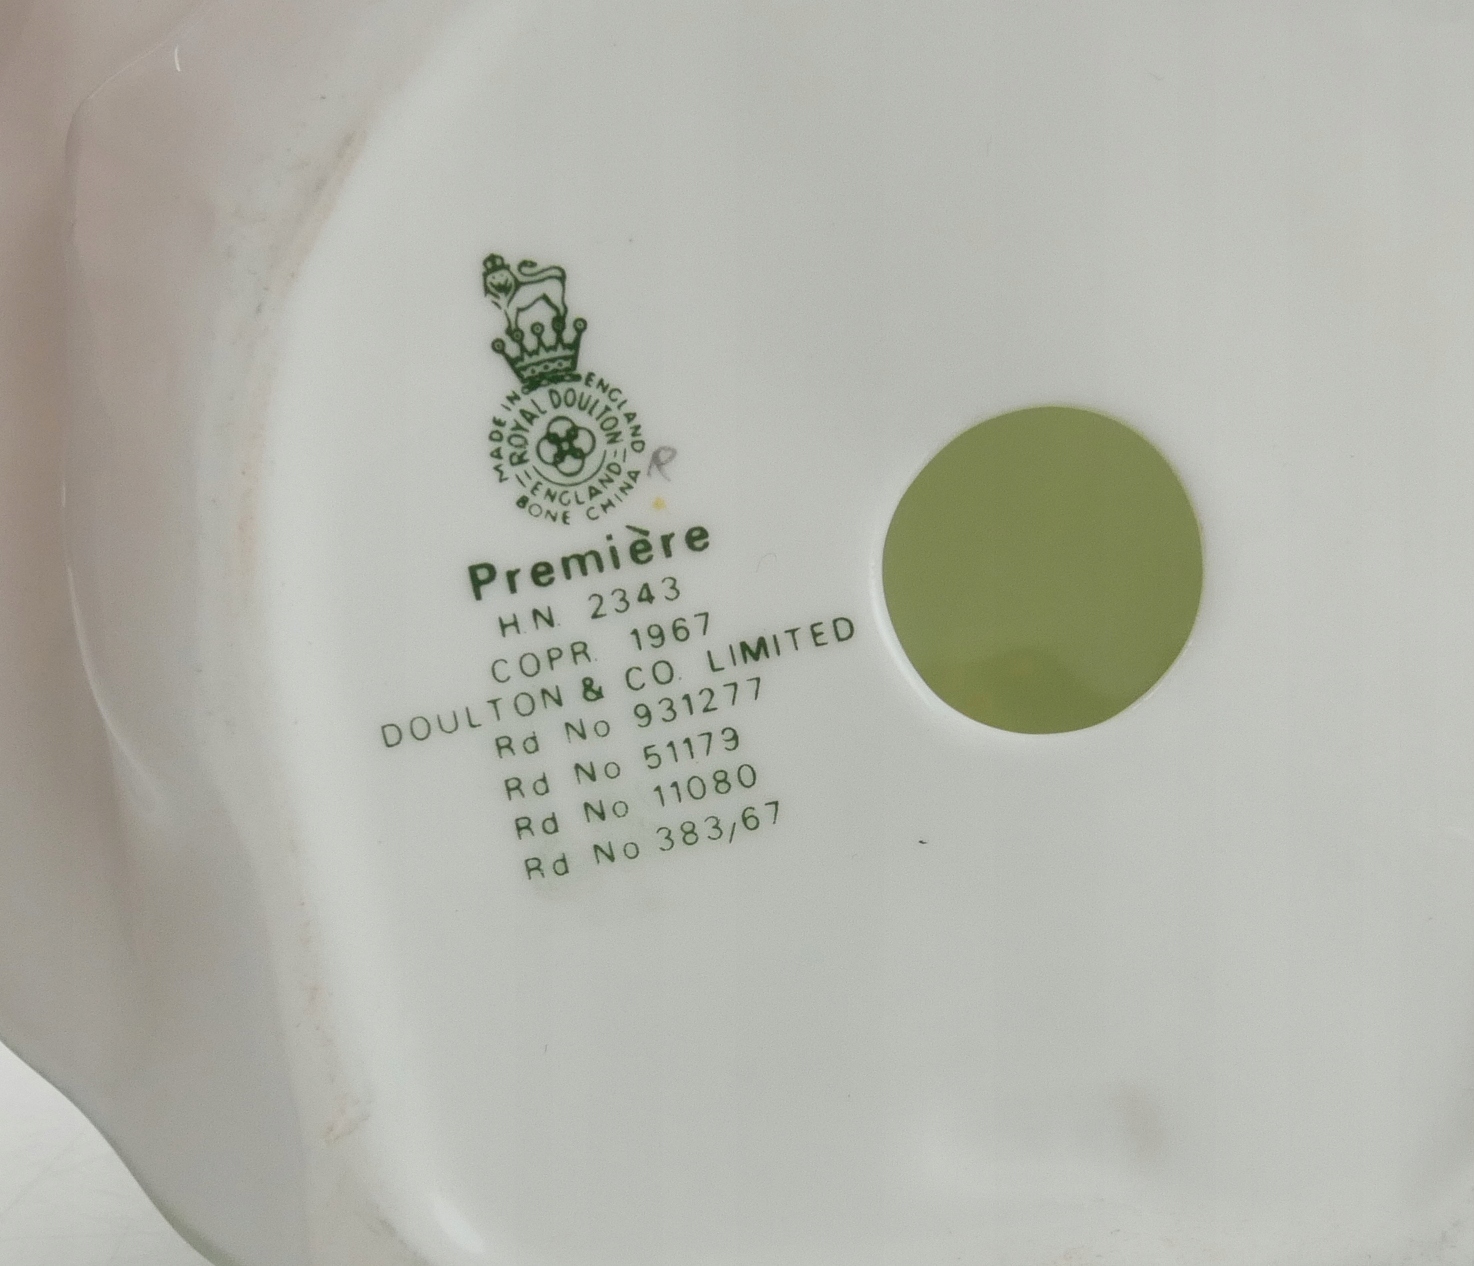 MADE IN ENGLAND
ROYAL DOULTON
ENGLAND
BONE CHINA
R
Première
H.N. 2343
COPR. 1967
DOULTON & CO. LIMITED
Rd No 931277
Rd No 51179
Rd No 11080
Rd No 383/67